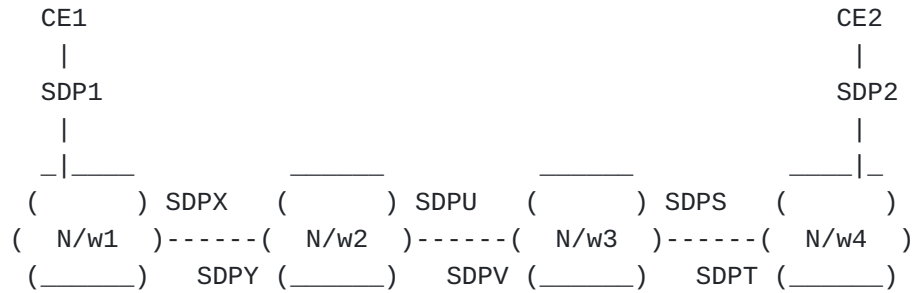 CE1 CE2
SDP1 SDP2
SDPX SDPU SDPS
N/w1 N/w2 N/w3 N/w4
SDPY SDPV SDPT